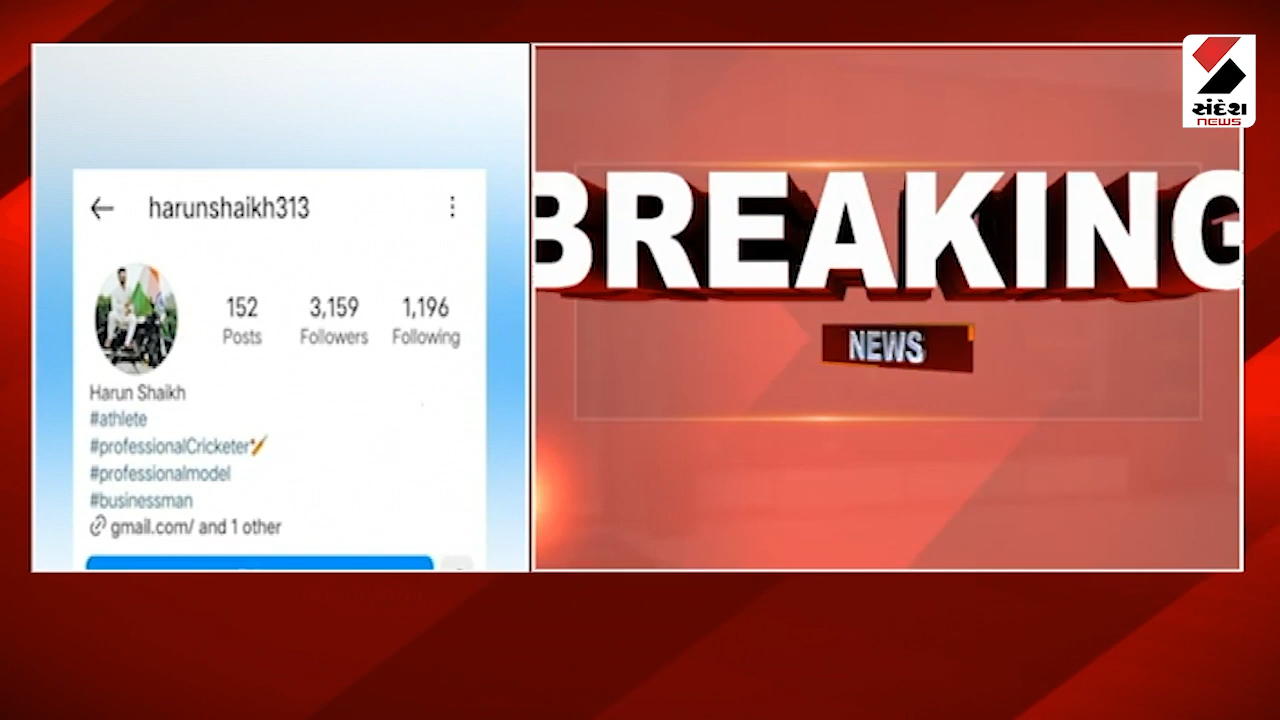 harunshaikh313
152 3,159 1,196
Posts Followers Following
Harun Shaikh
#athlete
#professionalCricketer
#professionalmodel
#businessman
gmail.com/ and 1 other
BREAKING
NEWS
સંદેશ
NEWS